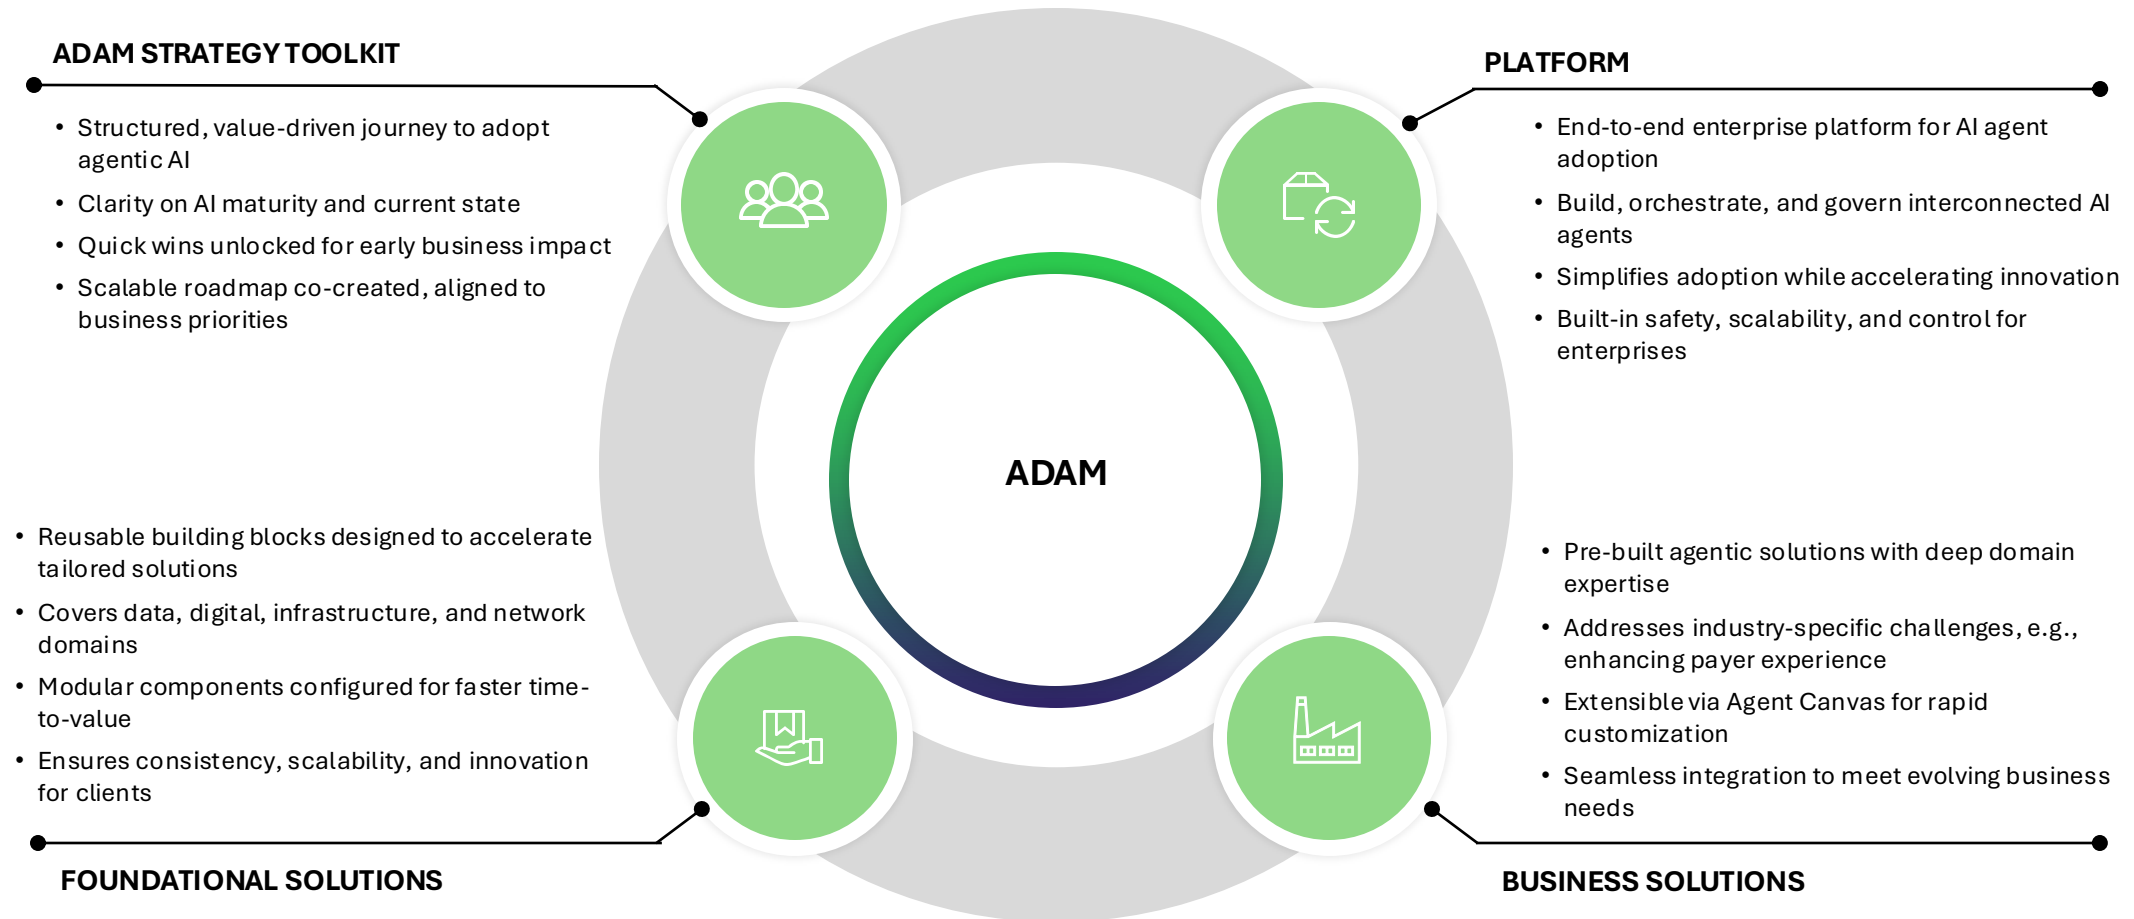 ADAM STRATEGY TOOLKIT
• Structured, value-driven journey to adopt
agentic AI
• Clarity on AI maturity and current state
• Quick wins unlocked for early business impact
• Scalable roadmap co-created, aligned to
business priorities
PLATFORM
• End-to-end enterprise platform for AI agent
adoption
• Build, orchestrate, and govern interconnected AI
agents
• Simplifies adoption while accelerating innovation
• Built-in safety, scalability, and control for
enterprises
ADAM
• Reusable building blocks designed to accelerate
tailored solutions
• Covers data, digital, infrastructure, and network
domains
• Modular components configured for faster time-
to-value
• Ensures consistency, scalability, and innovation
for clients
FOUNDATIONAL SOLUTIONS
• Pre-built agentic solutions with deep domain
expertise
• Addresses industry-specific challenges, e.g.,
enhancing payer experience
• Extensible via Agent Canvas for rapid
customization
• Seamless integration to meet evolving business
needs
BUSINESS SOLUTIONS